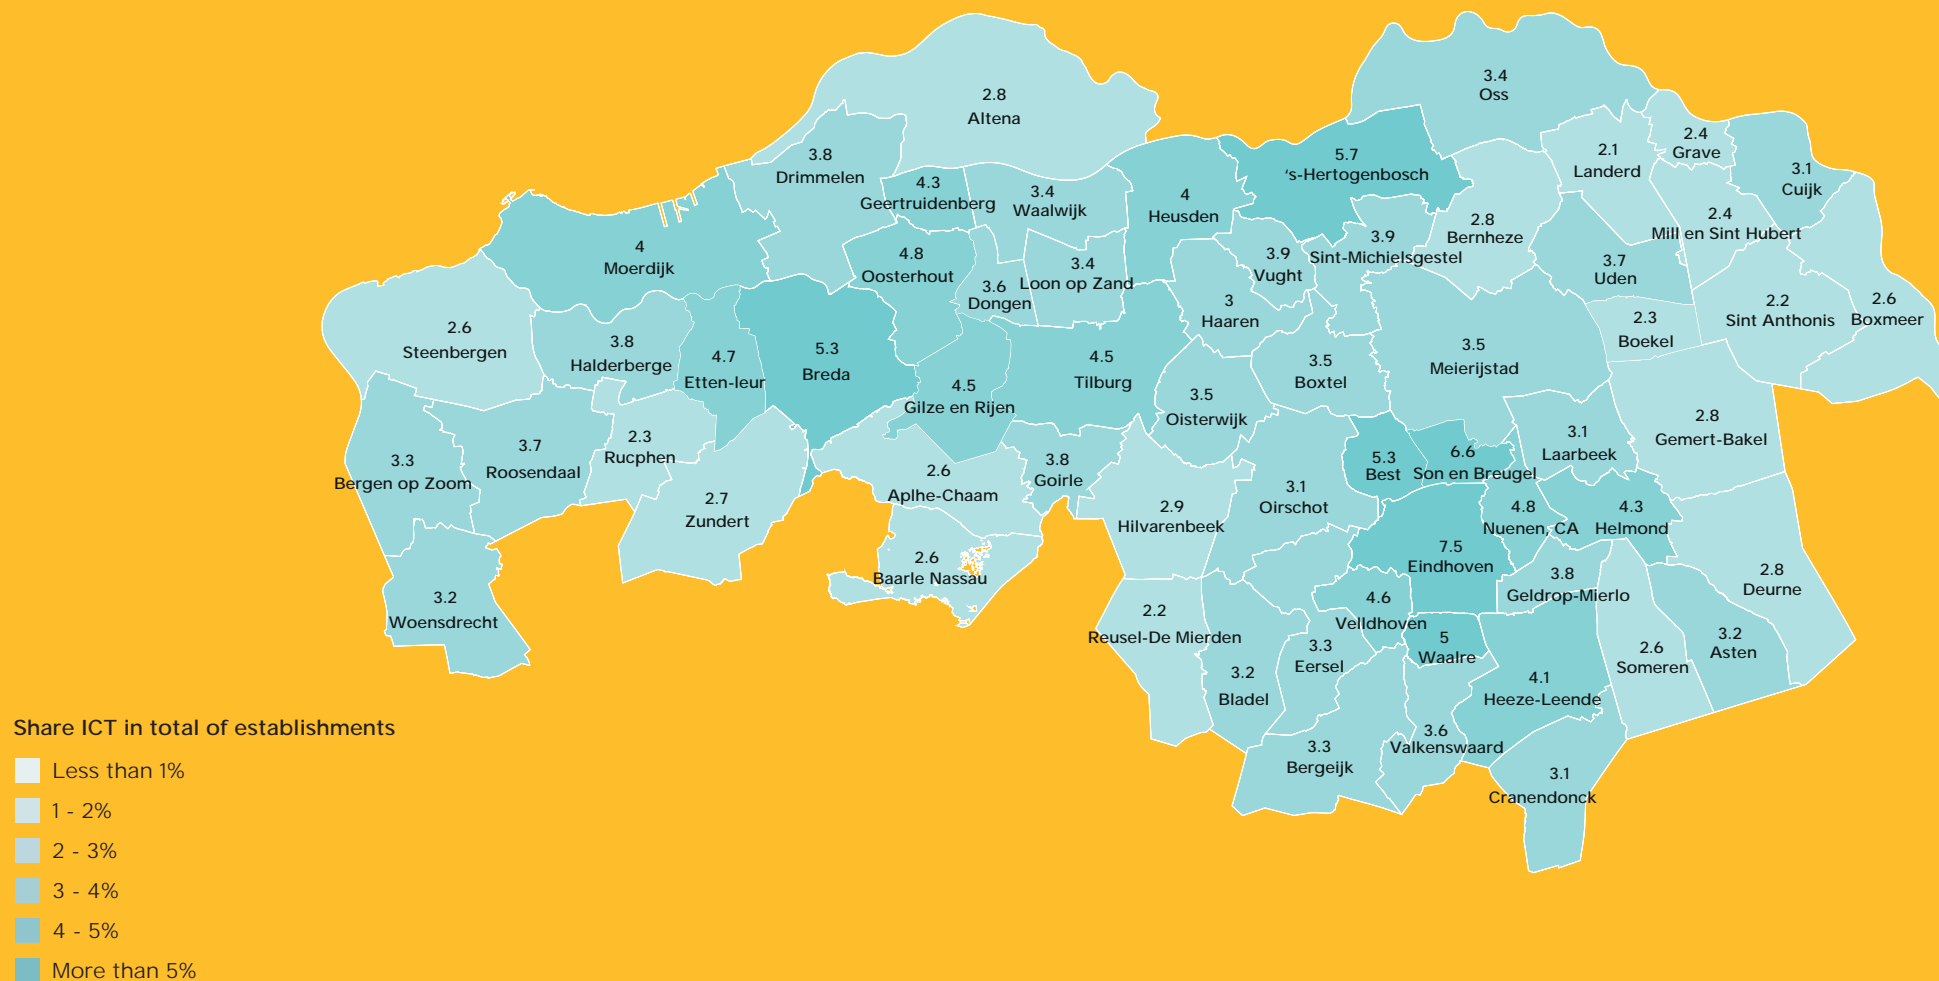 3.4
Oss
2.8
Altena
2.4
Grave
2.1
Landerd
3.8
Drimmelen
5.7
‘s-Hertogenbosch
3.1
Cuijk
4.3
Geertruidenberg
3.4
Waalwijk
4
Heusden
2.4
Mill en Sint Hubert
2.8
Bernheze
3.9
Sint-Michielsgestel
4
Moerdijk
4.8
Oosterhout
3.9
Vught
3.7
Uden
3.4
Loon op Zand
3.6
Dongen
3
Haaren
2.2
Sint Anthonis
2.6
Boxmeer
2.3
Boekel
2.6
Steenbergen
3.8
Halderberge
4.7
Etten-leur
5.3
Breda
4.5
Tilburg
3.5
Boxtel
3.5
Meierijstad
4.5
Gilze en Rijen
3.5
Oisterwijk
2.8
Gemert-Bakel
2.3
Rucphen
3.7
Roosendaal
3.3
Bergen op Zoom
2.6
Aplhe-Chaam
3.8
Goirle
5.3
Best
6.6
Son en Breugel
3.1
Laarbeek
2.7
Zundert
2.9
Hilvarenbeek
3.1
Oirschot
4.8
Nuenen, CA
4.3
Helmond
2.6
Baarle Nassau
7.5
Eindhoven
3.8
Geldrop-Mierlo
2.8
Deurne
3.2
Woensdrecht
2.2
Reusel-De Mierden
4.6
Velldhoven
5
Waalre
3.3
Eersel
2.6
Someren
3.2
Asten
3.2
Bladel
4.1
Heeze-Leende
3.6
Valkenswaard
3.3
Bergeijk
3.1
Cranendonck
Share ICT in total of establishments
Less than 1%
1 - 2%
2 - 3%
3 - 4%
4 - 5%
More than 5%